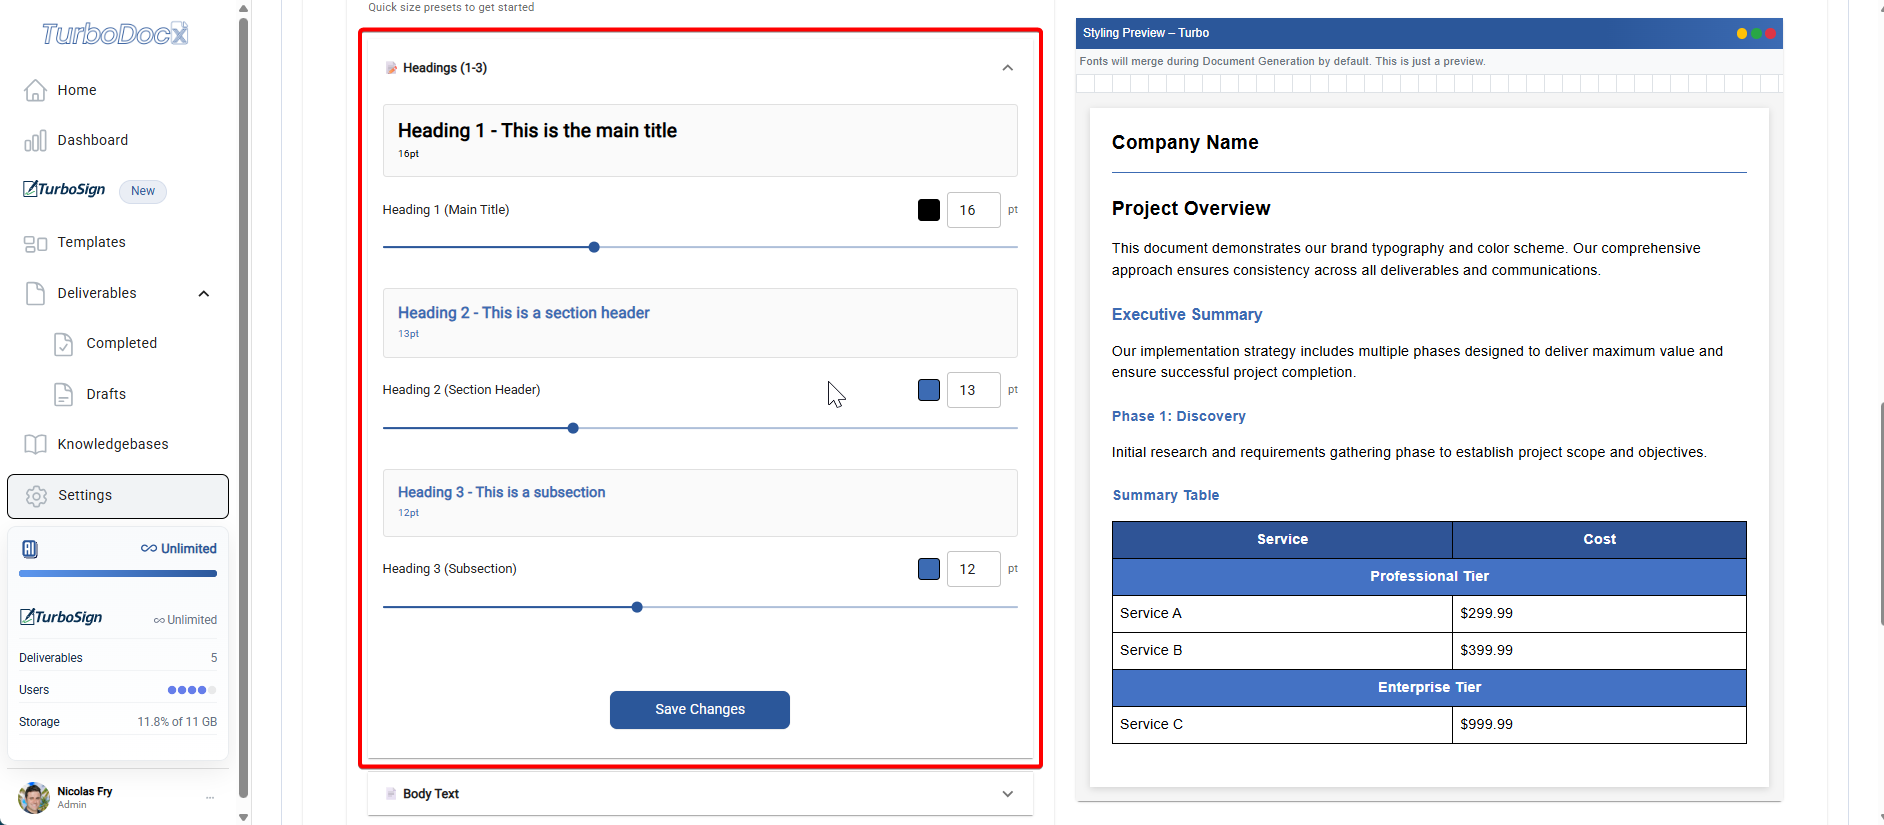 TurboDocx
Home
Dashboard
TurboSign New
Templates
Deliverables
Completed
Drafts
Knowledgebases
Settings
∞ Unlimited
TurboSign
∞ Unlimited
Deliverables 5
Users
Storage 11.8% of 11 GB
Nicolas Fry
Admin
...
Quick size presets to get started
Headings (1-3)
Heading 1 - This is the main title
16pt
Heading 1 (Main Title) 16 pt
Heading 2 - This is a section header
13pt
Heading 2 (Section Header) 13 pt
Heading 3 - This is a subsection
12pt
Heading 3 (Subsection) 12 pt
Save Changes
Body Text
Styling Preview – Turbo
Fonts will merge during Document Generation by default. This is just a preview.
Company Name
Project Overview
This document demonstrates our brand typography and color scheme. Our comprehensive
approach ensures consistency across all deliverables and communications.
Executive Summary
Our implementation strategy includes multiple phases designed to deliver maximum value and
ensure successful project completion.
Phase 1: Discovery
Initial research and requirements gathering phase to establish project scope and objectives.
Summary Table
Service Cost
Professional Tier
Service A $299.99
Service B $399.99
Enterprise Tier
Service C $999.99